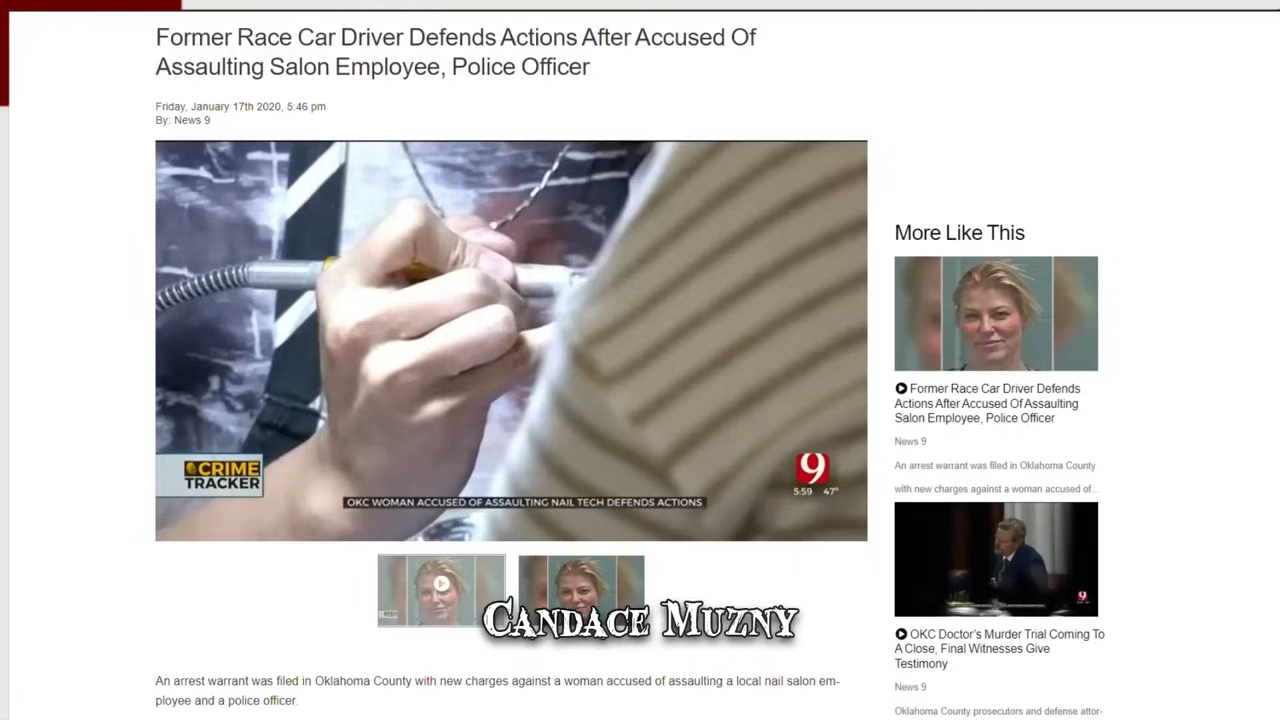 Former Race Car Driver Defends Actions After Accused Of
Assaulting Salon Employee, Police Officer
Friday, January 17th 2020, 5:46 pm
By: News 9
CRIME
TRACKER
OKC WOMAN ACCUSED OF ASSAULTING NAIL TECH DEFENDS ACTIONS
9
5:59 47°
CANDACE MUZNY
An arrest warrant was filed in Oklahoma County with new charges against a woman accused of assaulting a local nail salon em-
ployee and a police officer.
More Like This
Former Race Car Driver Defends
Actions After Accused Of Assaulting
Salon Employee, Police Officer
News 9
An arrest warrant was filed in Oklahoma County
with new charges against a woman accused of...
9
OKC Doctor's Murder Trial Coming To
A Close, Final Witnesses Give
Testimony
News 9
Oklahoma County prosecutors and defense attor-